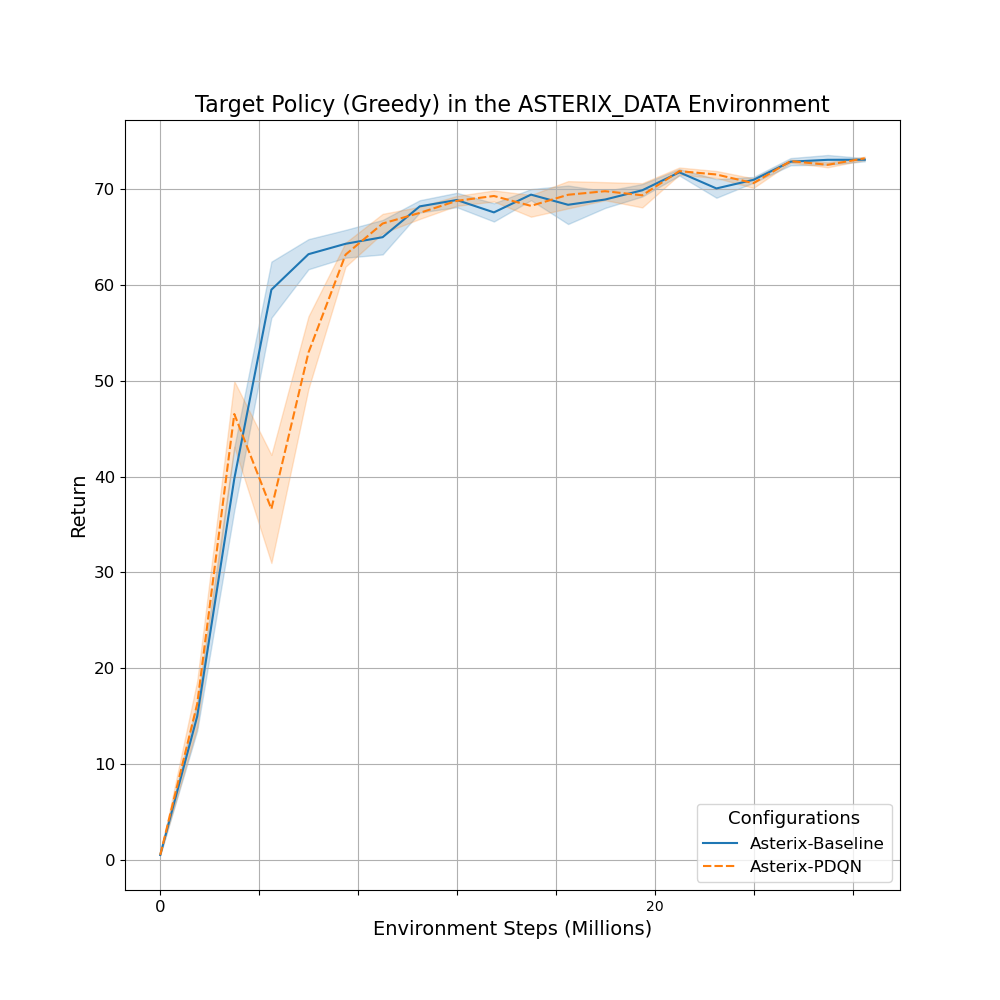 Target Policy (Greedy) in the ASTERIX_DATA Environment
Return
70
60
50
40
30
20
10
0
Configurations
Asterix-Baseline
Asterix-PDQN
0
20
Environment Steps (Millions)